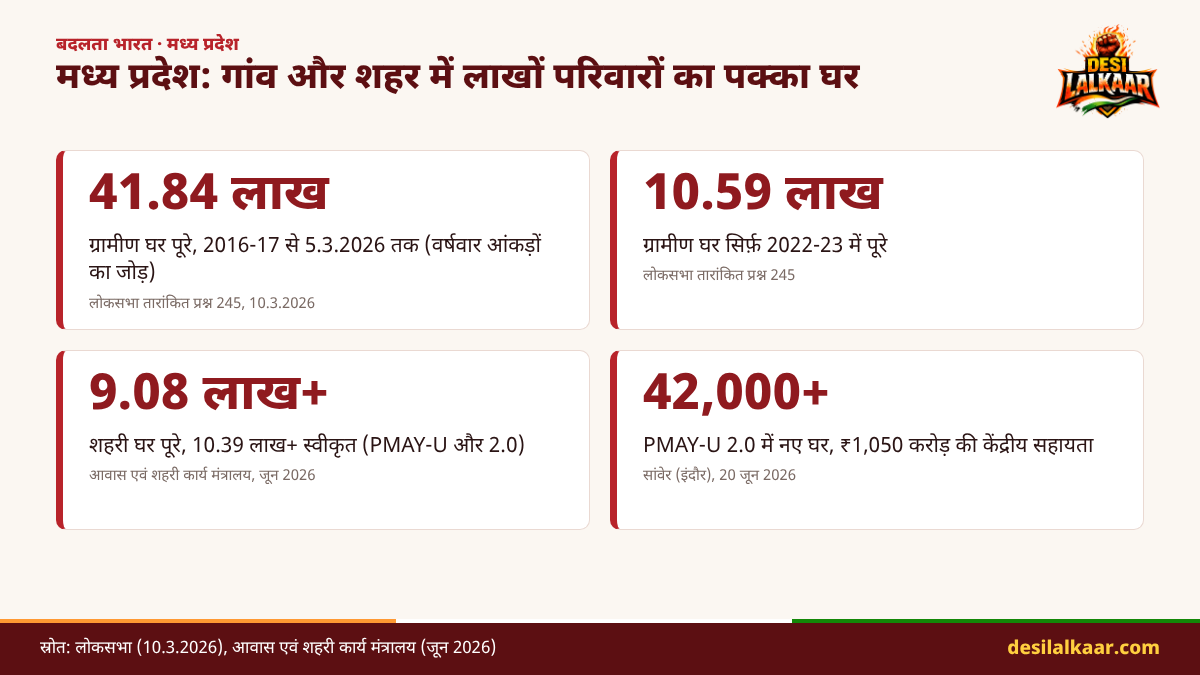 बदलता भारत · मध्य प्रदेश
मध्य प्रदेश: गांव और शहर में लाखों परिवारों का पक्का घर
DESI
LALKAAR
41.84 लाख
ग्रामीण घर पूरे, 2016-17 से 5.3.2026 तक (वर्षवार आंकड़ों
का जोड़)
लोकसभा तारांकित प्रश्न 245, 10.3.2026
10.59 लाख
ग्रामीण घर सिर्फ़ 2022-23 में पूरे
लोकसभा तारांकित प्रश्न 245
9.08 लाख+
शहरी घर पूरे, 10.39 लाख+ स्वीकृत (PMAY-U और 2.0)
आवास एवं शहरी कार्य मंत्रालय, जून 2026
42,000+
PMAY-U 2.0 में नए घर, ₹1,050 करोड़ की केंद्रीय सहायता
सांवेर (इंदौर), 20 जून 2026
स्रोत: लोकसभा (10.3.2026), आवास एवं शहरी कार्य मंत्रालय (जून 2026)
desilalkaar.com